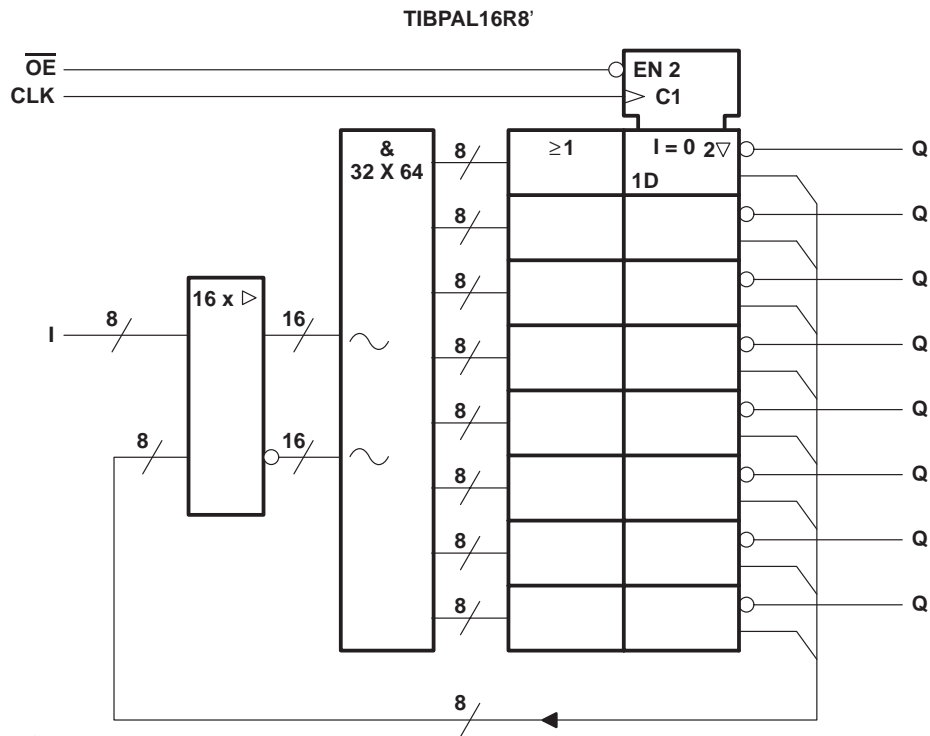 TIBPAL16R8’
OE
CLK
EN 2
C1
&
32 X 64
8
≥1
I = 0 2▽
1D
Q
8
Q
8
Q
16 x ▷
I
8
16
8
Q
8
16
8
Q
8
Q
8
Q
8
Q
8